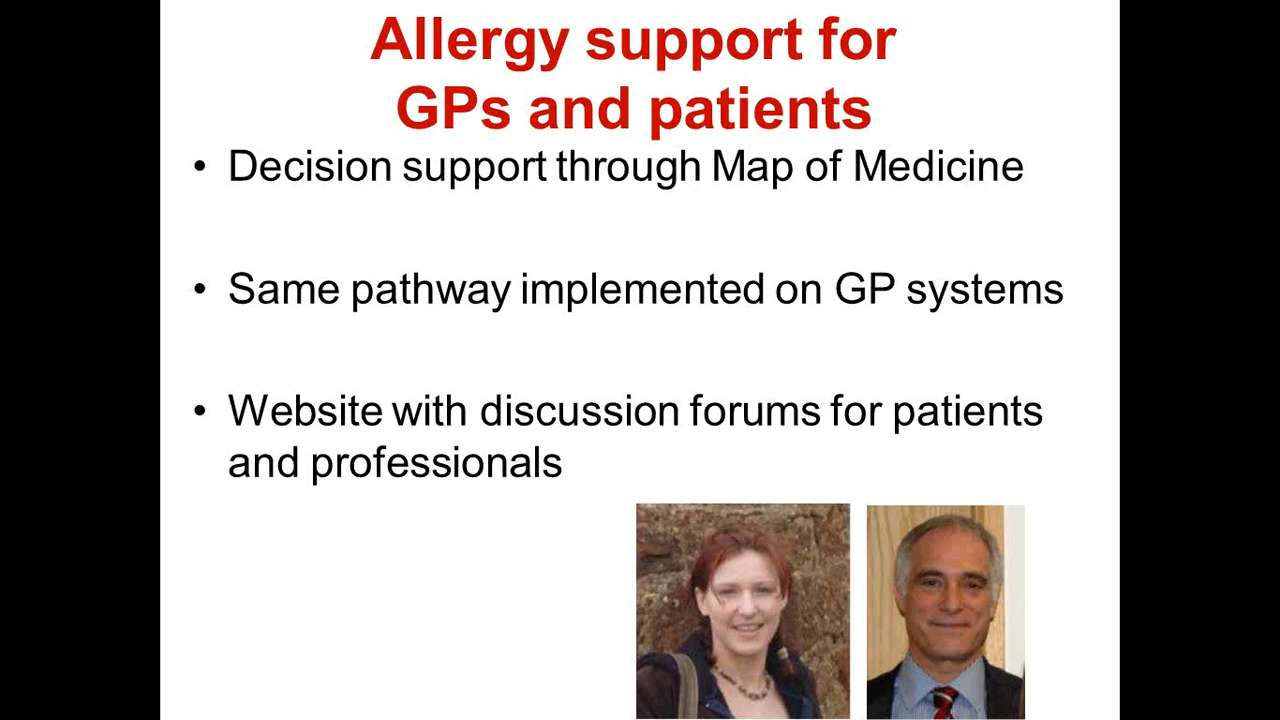 Allergy support for
GPs and patients
• Decision support through Map of Medicine
• Same pathway implemented on GP systems
• Website with discussion forums for patients
and professionals